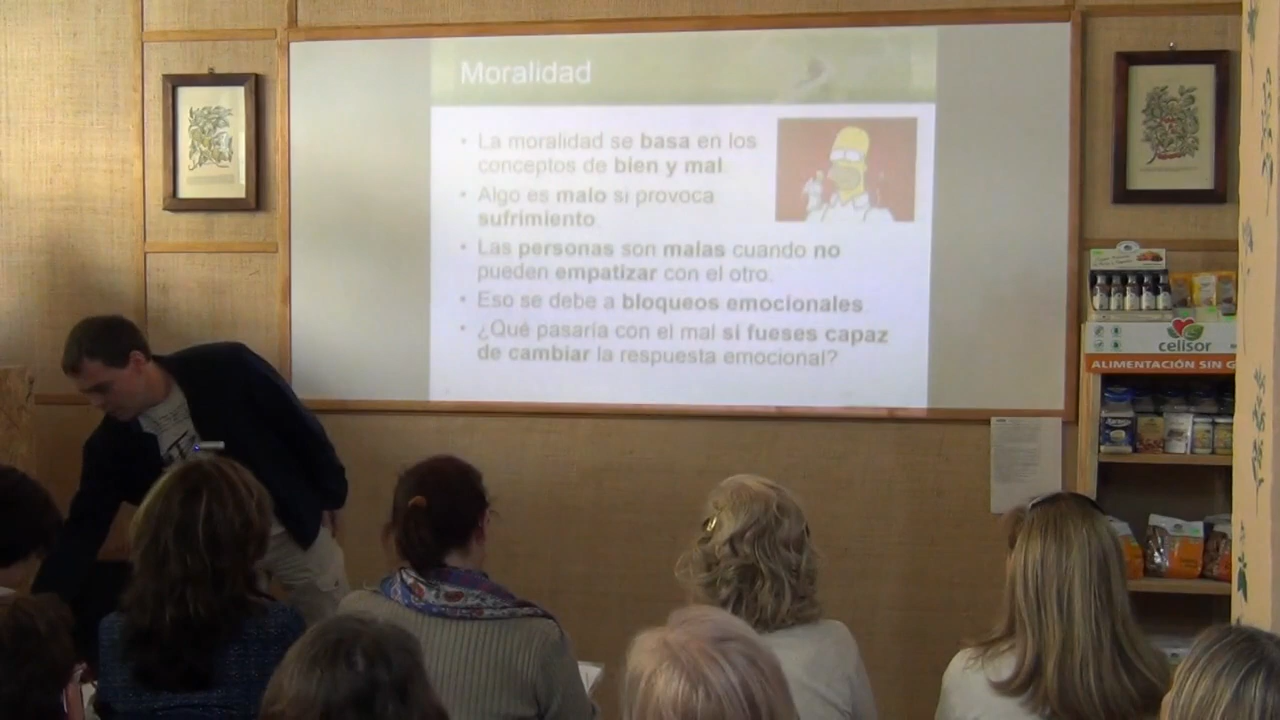 Moralidad
• La moralidad se basa en los
conceptos de bien y mal.
• Algo es malo si provoca
sufrimiento
• Las personas son malas cuando no
pueden empatizar con el otro.
• Eso se debe a bloqueos emocionales.
• ¿Qué pasaría con el mal si fueses capaz
de cambiar la respuesta emocional?
celisor
ALIMENTACIÓN SIN G